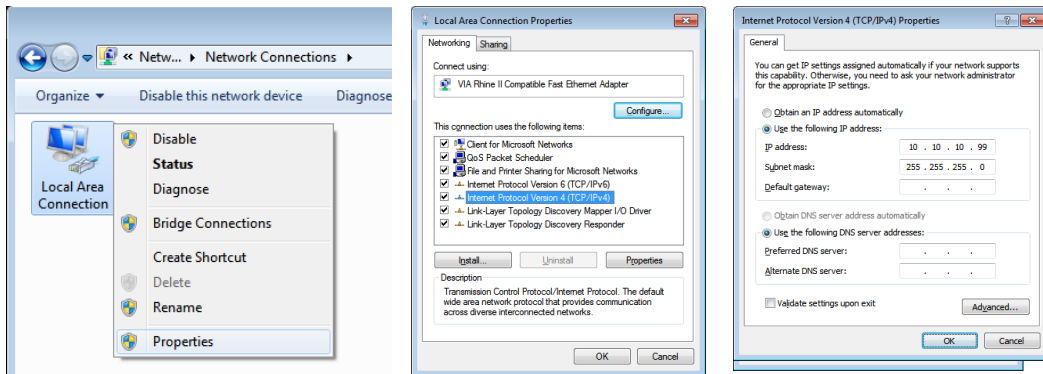 « Netw... ▸ Network Connections ▸
Organize ▾ Disable this network device Diagnose
Local Area
Connection
Disable
Status
Diagnose
Bridge Connections
Create Shortcut
Delete
Rename
Properties
Local Area Connection Properties
Networking Sharing
Connect using:
VIA Rhine II Compatible Fast Ethernet Adapter
Configure...
This connection uses the following items:
Client for Microsoft Networks
QoS Packet Scheduler
File and Printer Sharing for Microsoft Networks
Internet Protocol Version 6 (TCP/IPv6)
Internet Protocol Version 4 (TCP/IPv4)
Link-Layer Topology Discovery Mapper I/O Driver
Link-Layer Topology Discovery Responder
Install... Uninstall Properties
Description
Transmission Control Protocol/Internet Protocol. The default
wide area network protocol that provides communication
across diverse interconnected networks.
OK Cancel
Internet Protocol Version 4 (TCP/IPv4) Properties
General
You can get IP settings assigned automatically if your network supports
this capability. Otherwise, you need to ask your network administrator
for the appropriate IP settings.
Obtain an IP address automatically
Use the following IP address:
IP address: 10 . 10 . 10 . 99
Subnet mask: 255 . 255 . 255 . 0
Default gateway: . . .
Obtain DNS server address automatically
Use the following DNS server addresses:
Preferred DNS server: . . .
Alternate DNS server: . . .
Validate settings upon exit
Advanced...
OK Cancel